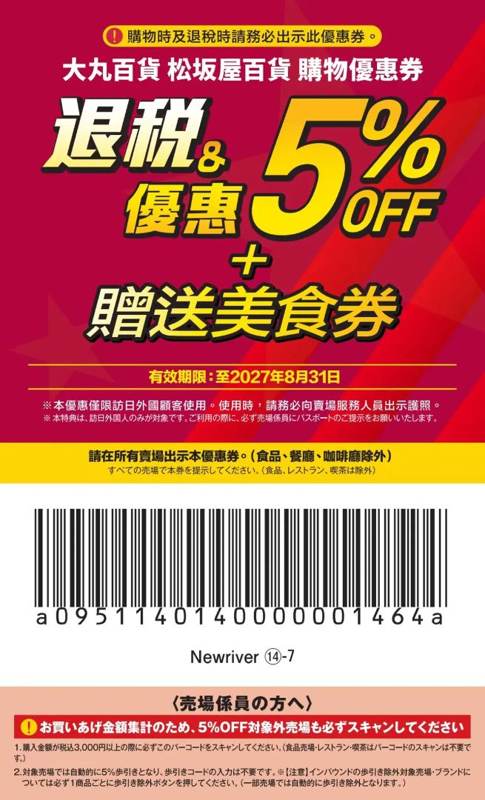 ! 購物時及退税時請務必出示此優惠券。
大丸百貨 松坂屋百貨 購物優惠券
退税&
優惠 5% OFF
+
贈送美食券
有效期限:至2027年8月31日
※本優惠僅限訪日外國顧客使用。使用時,請務必向賣場服務人員出示護照。
※本特典は、訪日外国人のみが対象です。ご利用の際に、必ず売場係員にパスポートのご提示をお願いいたします。
請在所有賣場出示本優惠券。(食品、餐廳、咖啡廳除外)
すべての売場で本券を提示してください。(食品、レストラン、喫茶は除外)
a09511401400000001464a
Newriver ⑭-7
〈売場係員の方へ〉
! お買いあげ金額集計のため、5%OFF対象外売場も必ずスキャンしてください
1.購入金額が税込3,000円以上の際に必ずこのバーコードをスキャンしてください。(食品売場・レストラン・喫茶はバーコードのスキャンは不要で
す。)
2.対象売場では自動的に5%歩引きとなり、歩引きコードの入力は不要です。※【注意】インバウンドの歩引き除外対象売場・ブランドに
ついては必ず1商品ごとに歩引き除外ボタンを押してください。(一部売場では自動的に歩引き除外となります。)